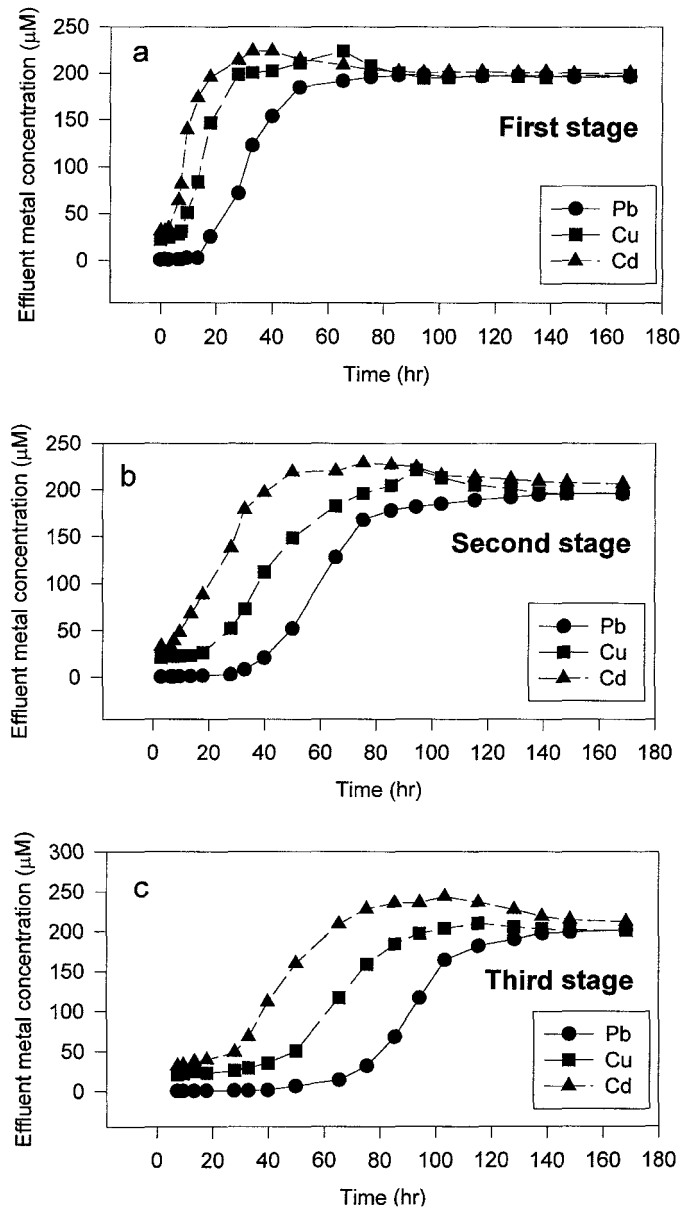 a
Effluent metal concentration (µM)
250
200
150
100
50
0
First stage
Pb
Cu
Cd
0 20 40 60 80 100 120 140 160 180
Time (hr)
b
Effluent metal concentration (µM)
250
200
150
100
50
0
Second stage
Pb
Cu
Cd
0 20 40 60 80 100 120 140 160 180
Time (hr)
c
Effluent metal concentration (µM)
300
250
200
150
100
50
0
Third stage
Pb
Cu
Cd
0 20 40 60 80 100 120 140 160 180
Time (hr)